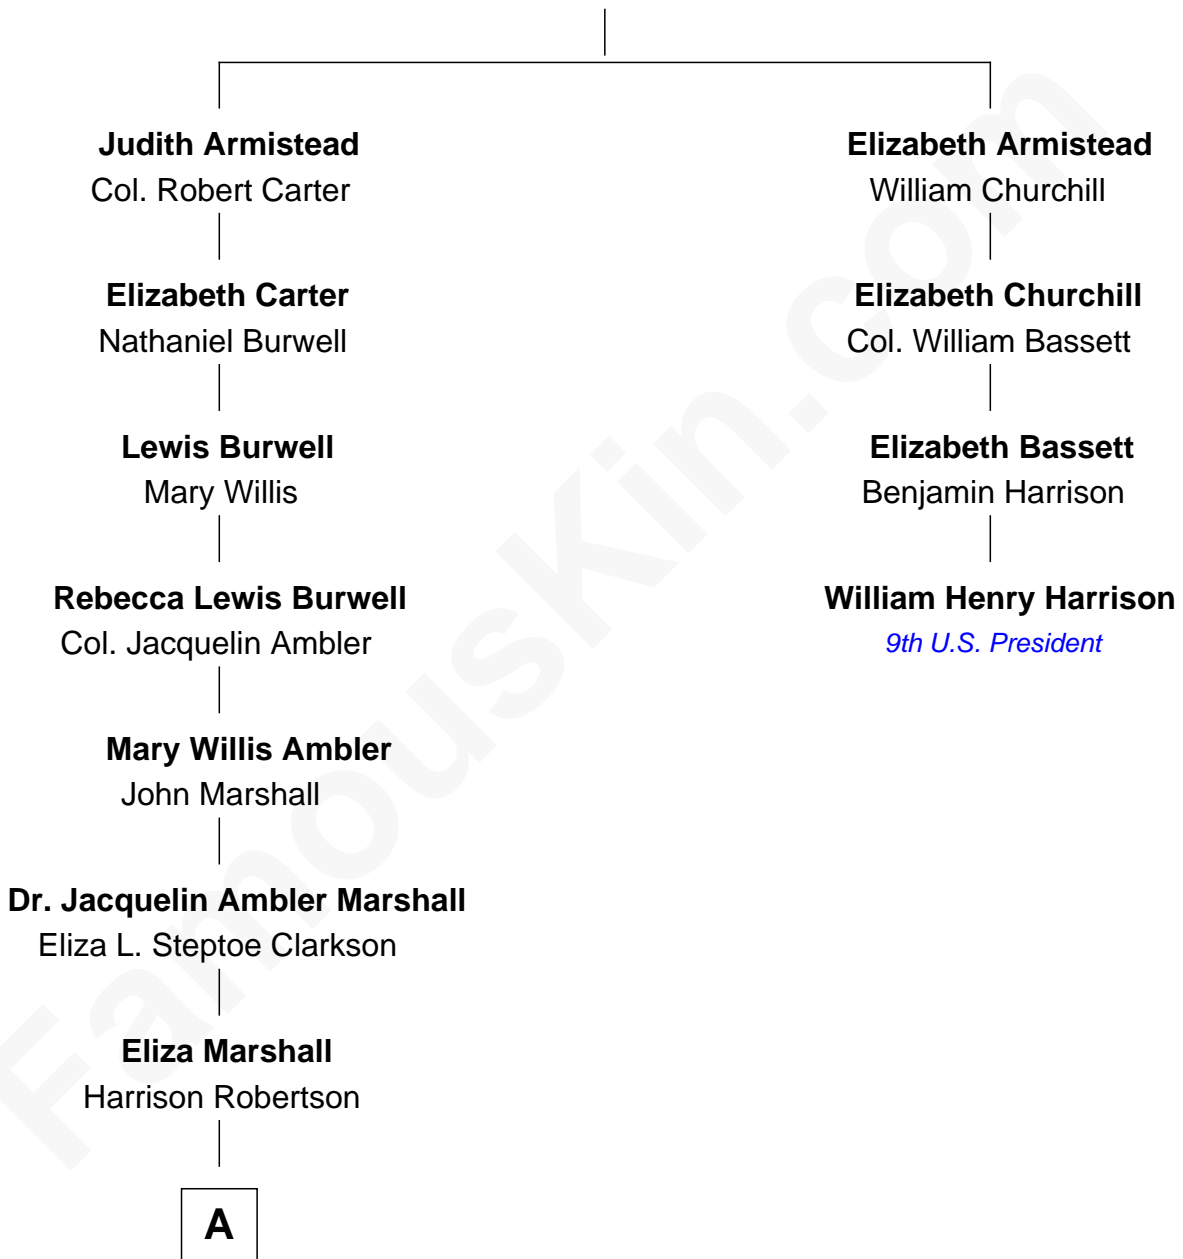 Judith Armistead
Col. Robert Carter
Elizabeth Armistead
William Churchill
Elizabeth Carter
Nathaniel Burwell
Elizabeth Churchill
Col. William Bassett
Lewis Burwell
Mary Willis
Elizabeth Bassett
Benjamin Harrison
Rebecca Lewis Burwell
Col. Jacquelin Ambler
William Henry Harrison
9th U.S. President
Mary Willis Ambler
John Marshall
Dr. Jacquelin Ambler Marshall
Eliza L. Steptoe Clarkson
Eliza Marshall
Harrison Robertson
A
FamousKin.com